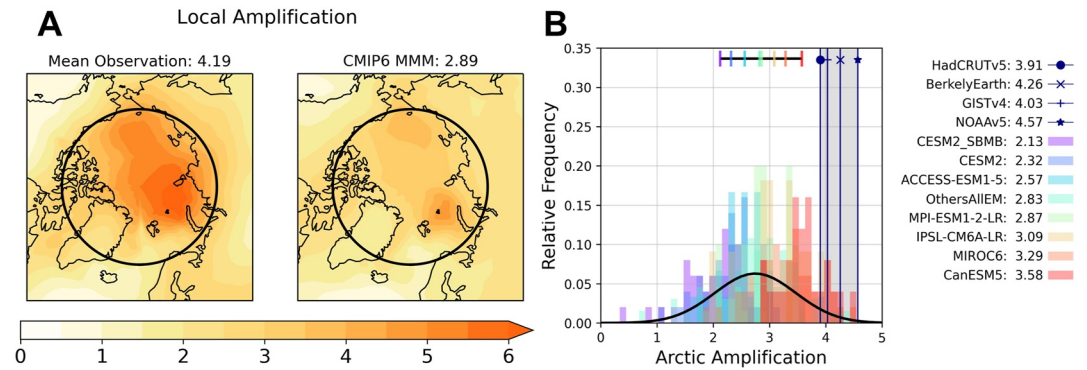 A
Local Amplification
Mean Observation: 4.19
CMIP6 MMM: 2.89
0
1
2
3
4
5
6
B
Relative Frequency
0.35
0.30
0.25
0.20
0.15
0.10
0.05
0.00
0
1
2
3
4
5
Arctic Amplification
HadCRUTv5: 3.91
BerkelyEarth: 4.26
GISTv4: 4.03
NOAAv5: 4.57
CESM2_SBMB: 2.13
CESM2: 2.32
ACCESS-ESM1-5: 2.57
OthersAllEM: 2.83
MPI-ESM1-2-LR: 2.87
IPSL-CM6A-LR: 3.09
MIROC6: 3.29
CanESM5: 3.58